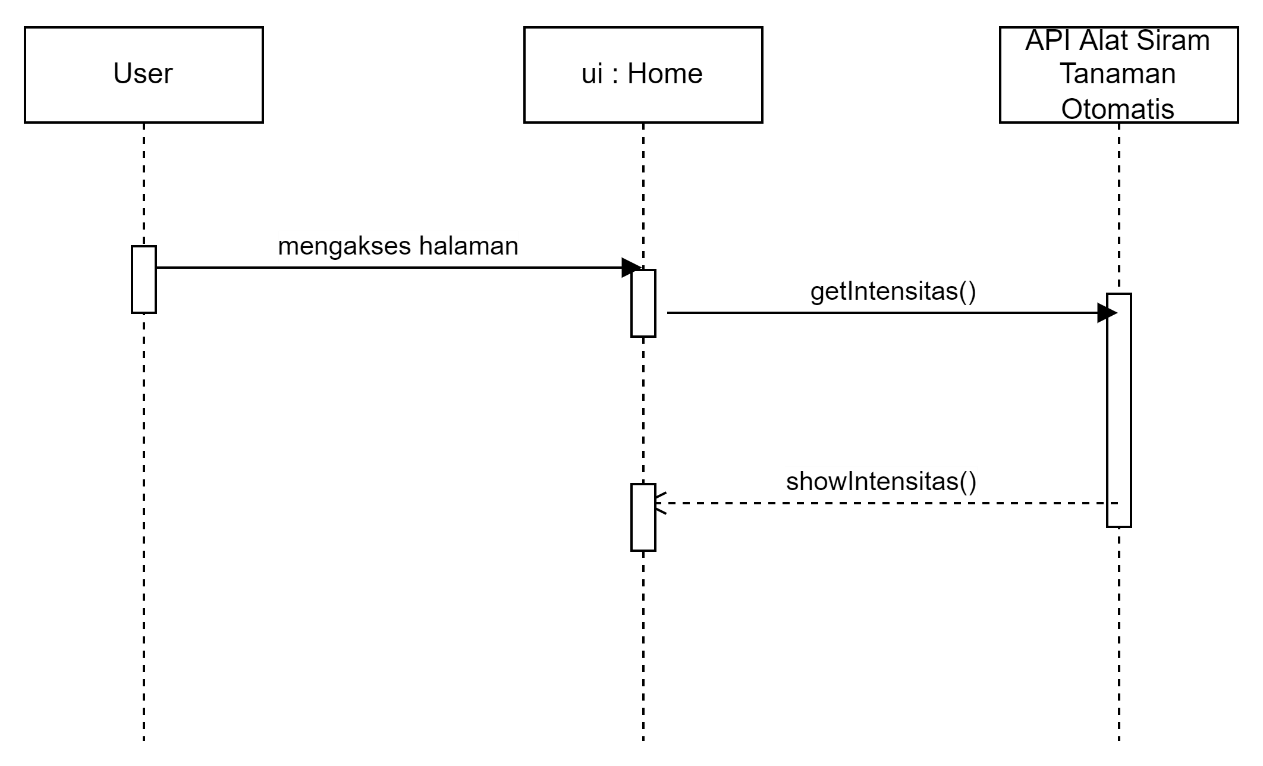 User
ui : Home
API Alat Siram
Tanaman
Otomatis
mengakses halaman
getIntensitas()
showIntensitas()